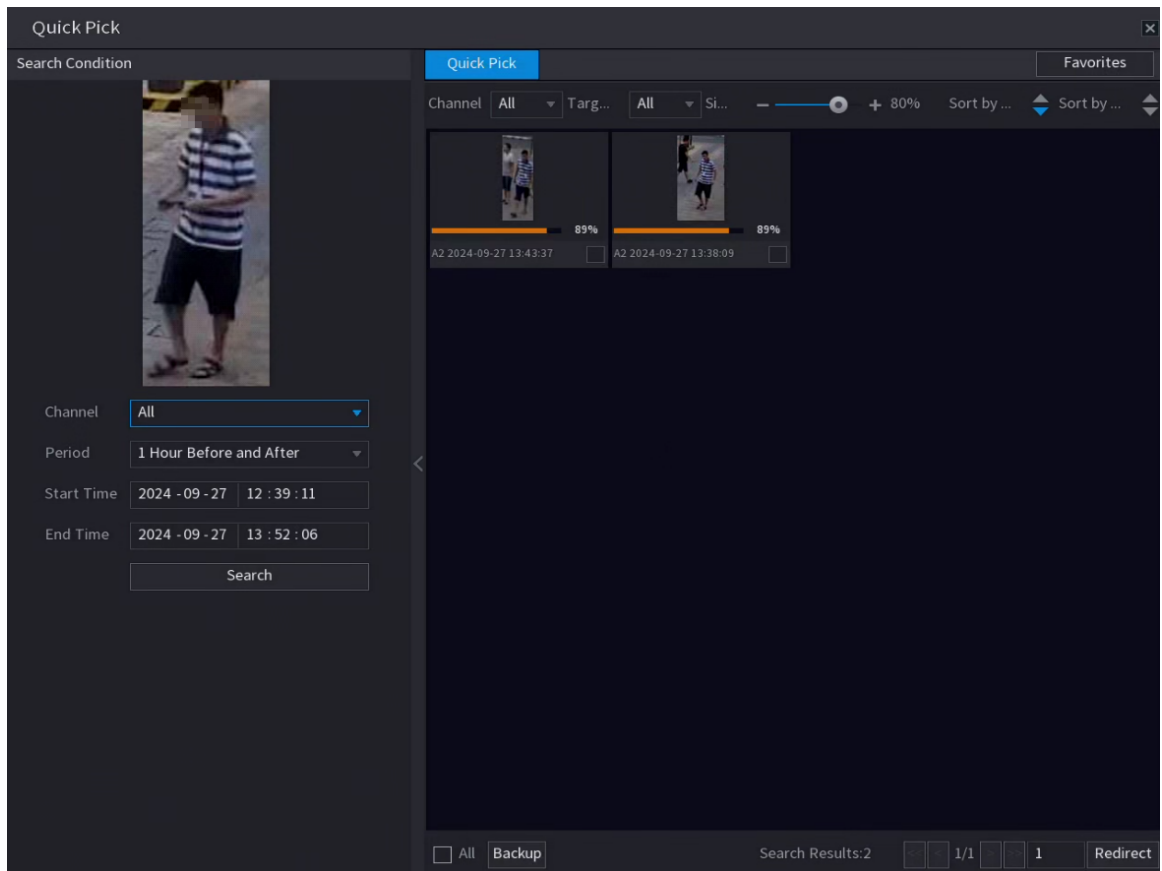 Quick Pick
Search Condition
Channel All
Period 1 Hour Before and After
Start Time 2024 - 09 - 27 12 : 39 : 11
End Time 2024 - 09 - 27 13 : 52 : 06
Search
Quick Pick Favorites
Channel All Targ... All Si... 80% Sort by ... Sort by ...
89% 89%
A2 2024-09-27 13:43:37 A2 2024-09-27 13:38:09
All Backup Search Results:2 << < 1/1 > >> 1 Redirect